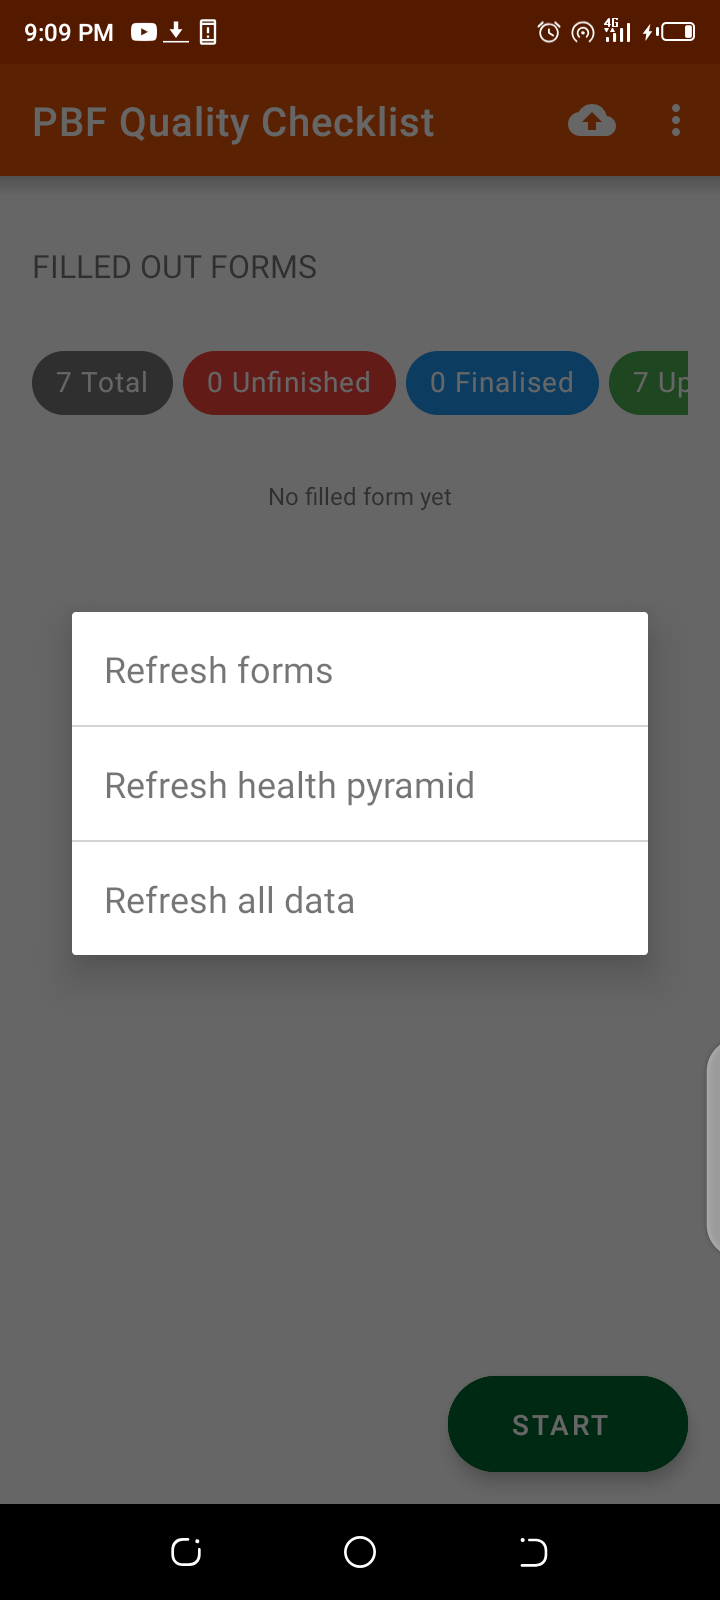 9:09 PM
4G
PBF Quality Checklist
FILLED OUT FORMS
7 Total
0 Unfinished
0 Finalised
7 Up
No filled form yet
Refresh forms
Refresh health pyramid
Refresh all data
START